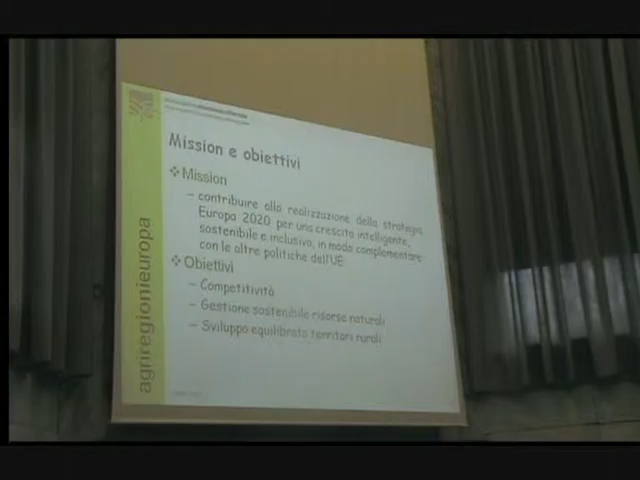 Mission e obiettivi
❖ Mission
– contribuire alla realizzazione della strategia
Europa 2020 per una crescita intelligente,
sostenibile e inclusiva, in modo complementare
con le altre politiche dell'UE
❖ Obiettivi
– Competitività
– Gestione sostenibile risorse naturali
– Sviluppo equilibrato territori rurali
agriregionieuropa